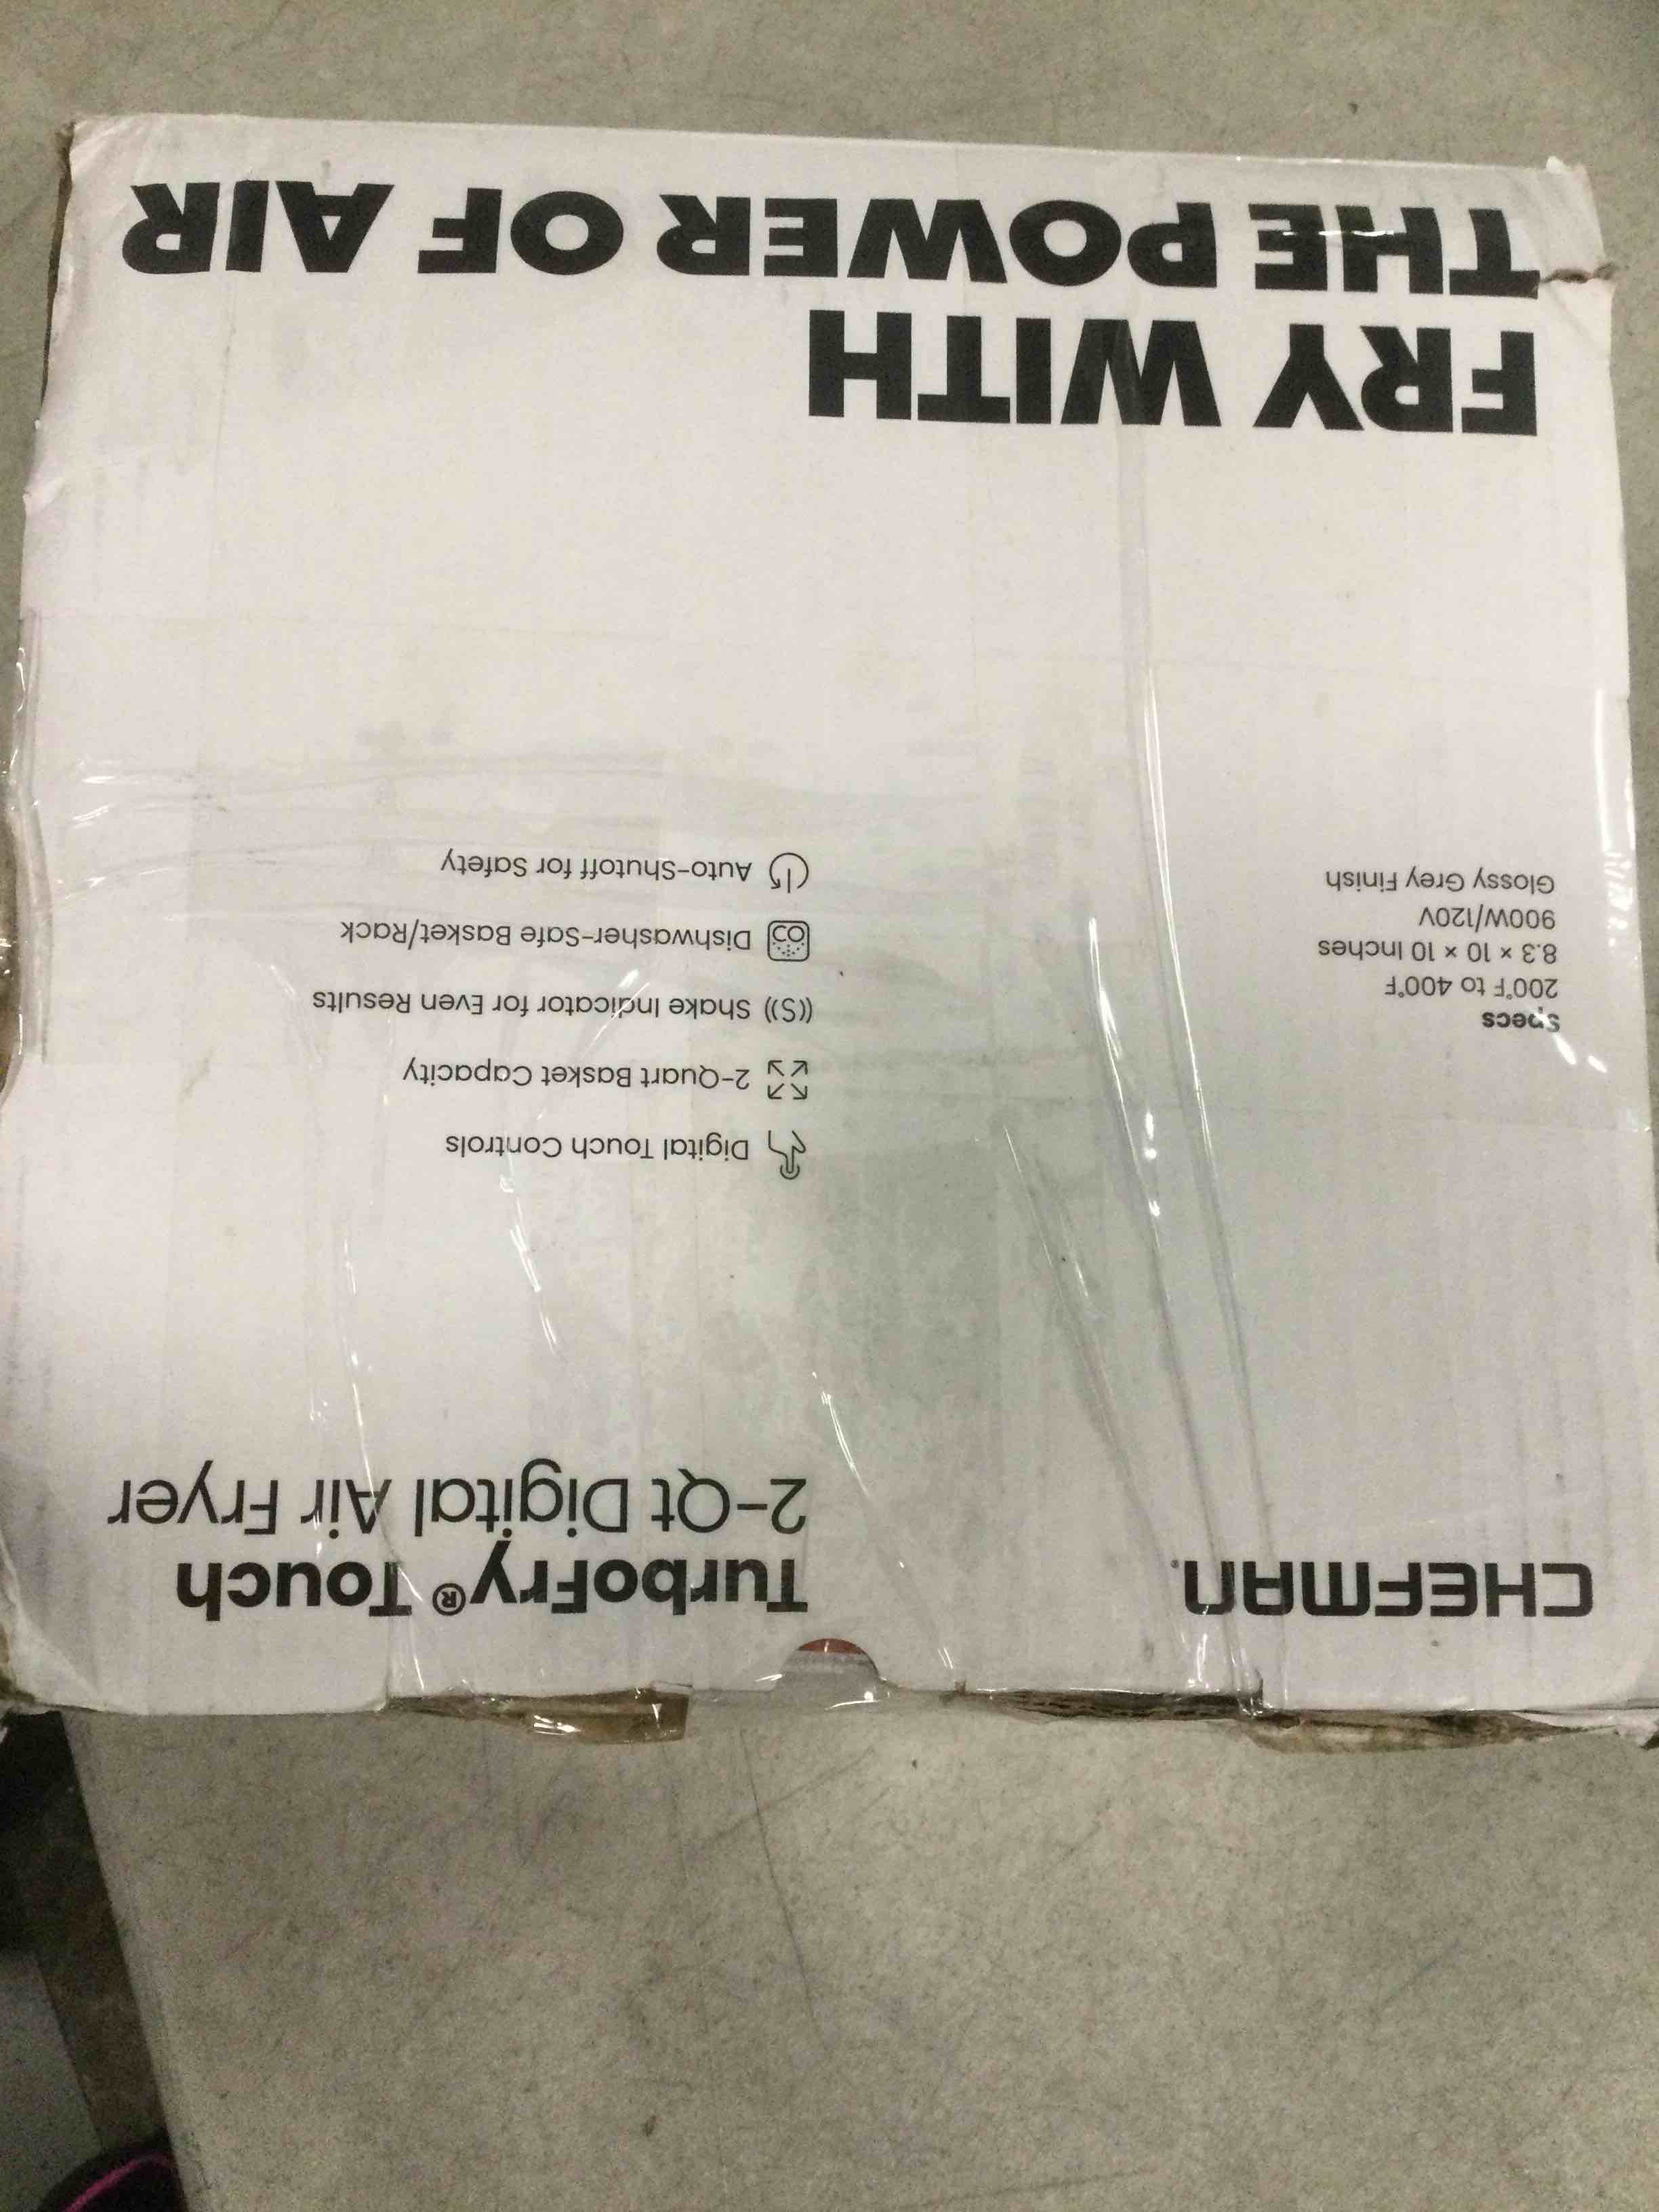 CHEFMAN®
TurboFry® Touch
2-Qt Digital Air Fryer
Digital Touch Controls
2-Quart Basket Capacity
((S)) Shake Indicator for Even Results
Dishwasher-Safe Basket/Rack
Auto-Shutoff for Safety
Specs
200°F to 400°F
8.3 × 10 × 10 Inches
900W/120V
Glossy Grey Finish
FRY WITH
THE POWER OF AIR